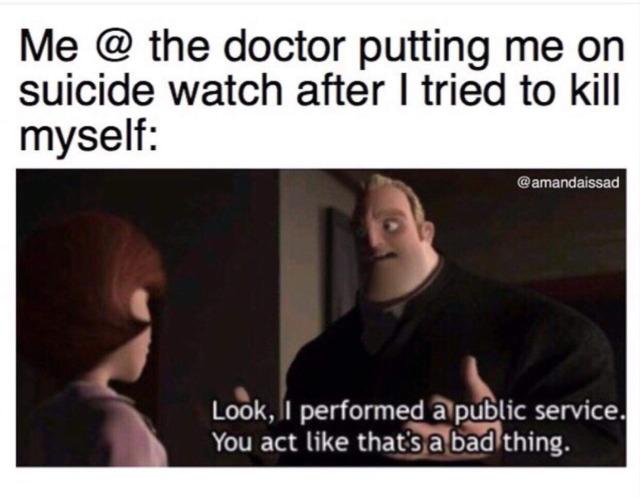 Me @ the doctor putting me on
suicide watch after I tried to kill
myself:
@amandaissad
Look, I performed a public service.
You act like that's a bad thing.